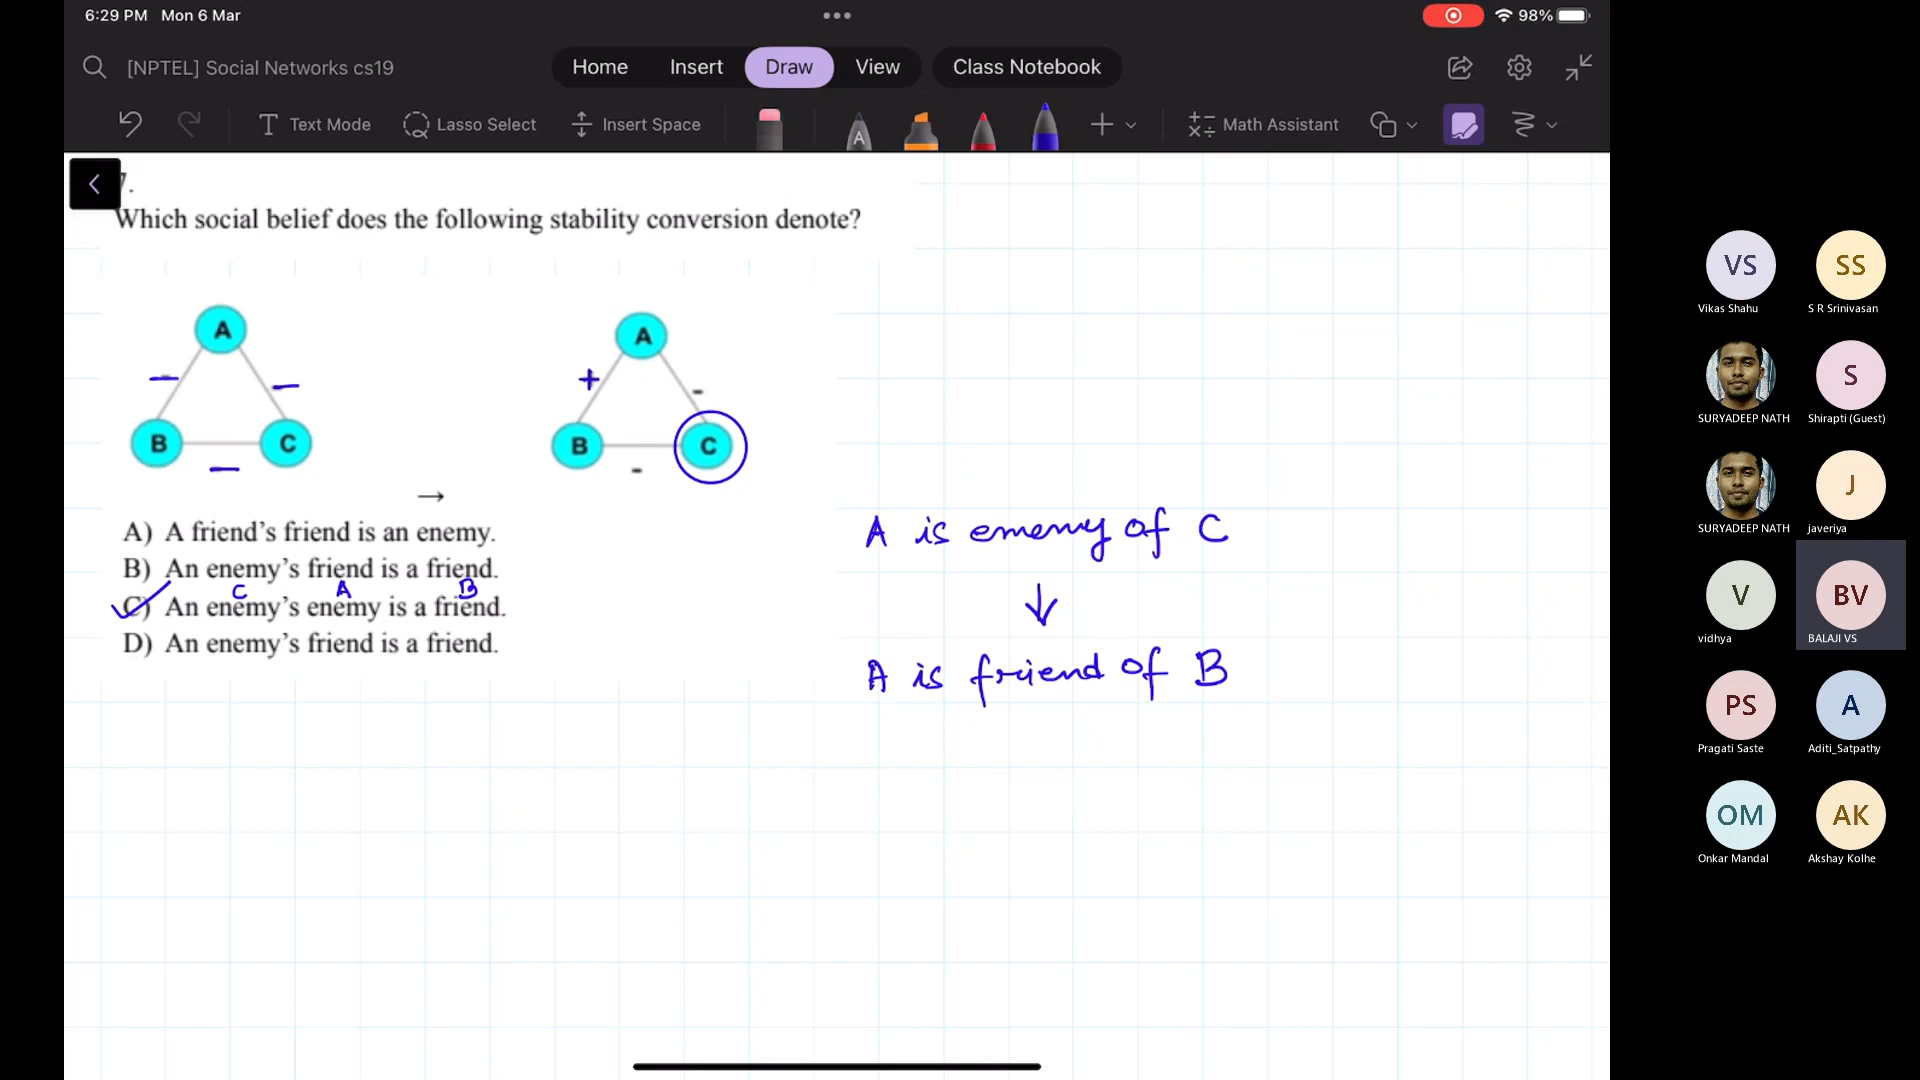 6:29 PM Mon 6 Mar
98%
[NPTEL] Social Networks cs19
Home Insert Draw View Class Notebook
Text Mode Lasso Select Insert Space A Math Assistant
7.
Which social belief does the following stability conversion denote?
A
A
− −
+ -
B C
B C
−
-
→
A) A friend's friend is an enemy.
B) An enemy's friend is a friend.
C A B
C) An enemy's enemy is a friend.
D) An enemy's friend is a friend.
A is enemy of C
↓
A is friend of B
VS SS
Vikas Shahu S R Srinivasan
S
SURYADEEP NATH Shirapti (Guest)
J
SURYADEEP NATH javeriya
V BV
vidhya BALAJI VS
PS A
Pragati Saste Aditi_Satpathy
OM AK
Onkar Mandal Akshay Kolhe